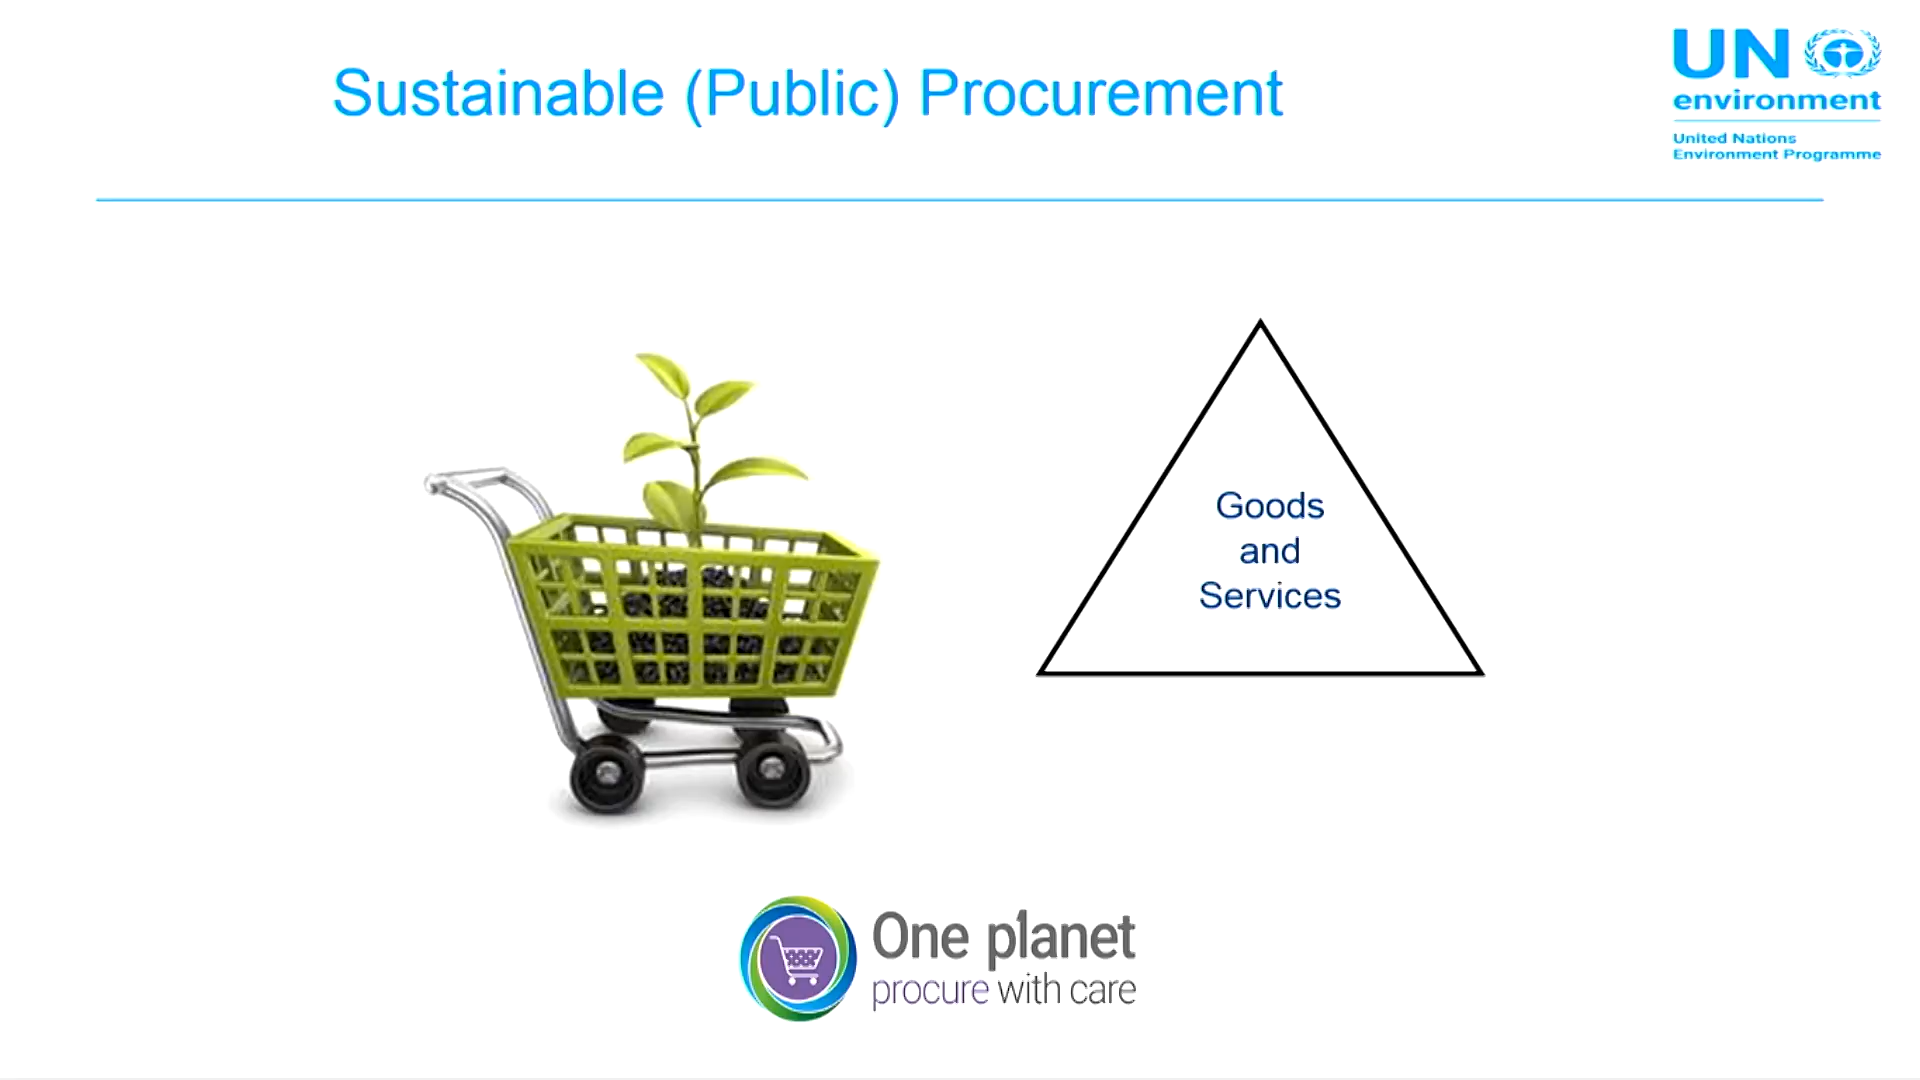 Sustainable (Public) Procurement
UN
environment
United Nations
Environment Programme
Goods
and
Services
One planet
procure with care